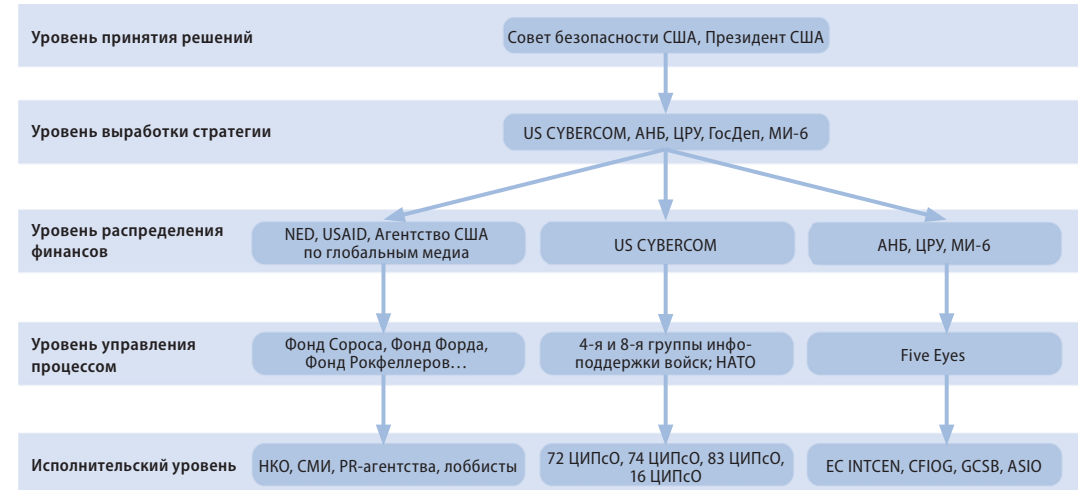 Уровень принятия решений
Совет безопасности США, Президент США
Уровень выработки стратегии
US CYBERCOM, АНБ, ЦРУ, ГосДеп, МИ-6
Уровень распределения
финансов
NED, USAID, Агентство США
по глобальным медиа
US CYBERCOM
АНБ, ЦРУ, МИ-6
Уровень управления
процессом
Фонд Сороса, Фонд Форда,
Фонд Рокфеллеров…
4-я и 8-я группы инфо-
поддержки войск; НАТО
Five Eyes
Исполнительский уровень
НКО, СМИ, PR-агентства, лоббисты
72 ЦИПсО, 74 ЦИПсО, 83 ЦИПсО,
16 ЦИПсО
ЕС INTCEN, CFIOG, GCSB, ASIO